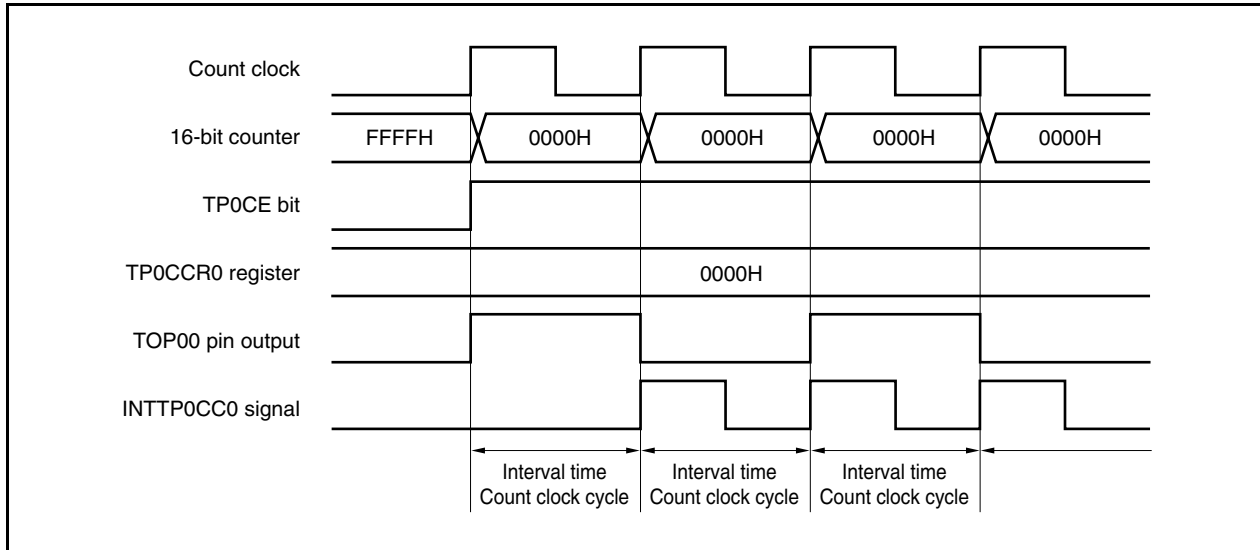 Count clock
16-bit counter
FFFFH
0000H
0000H
0000H
0000H
TP0CE bit
TP0CCR0 register
0000H
TOP00 pin output
INTTP0CC0 signal
Interval time
Count clock cycle
Interval time
Count clock cycle
Interval time
Count clock cycle